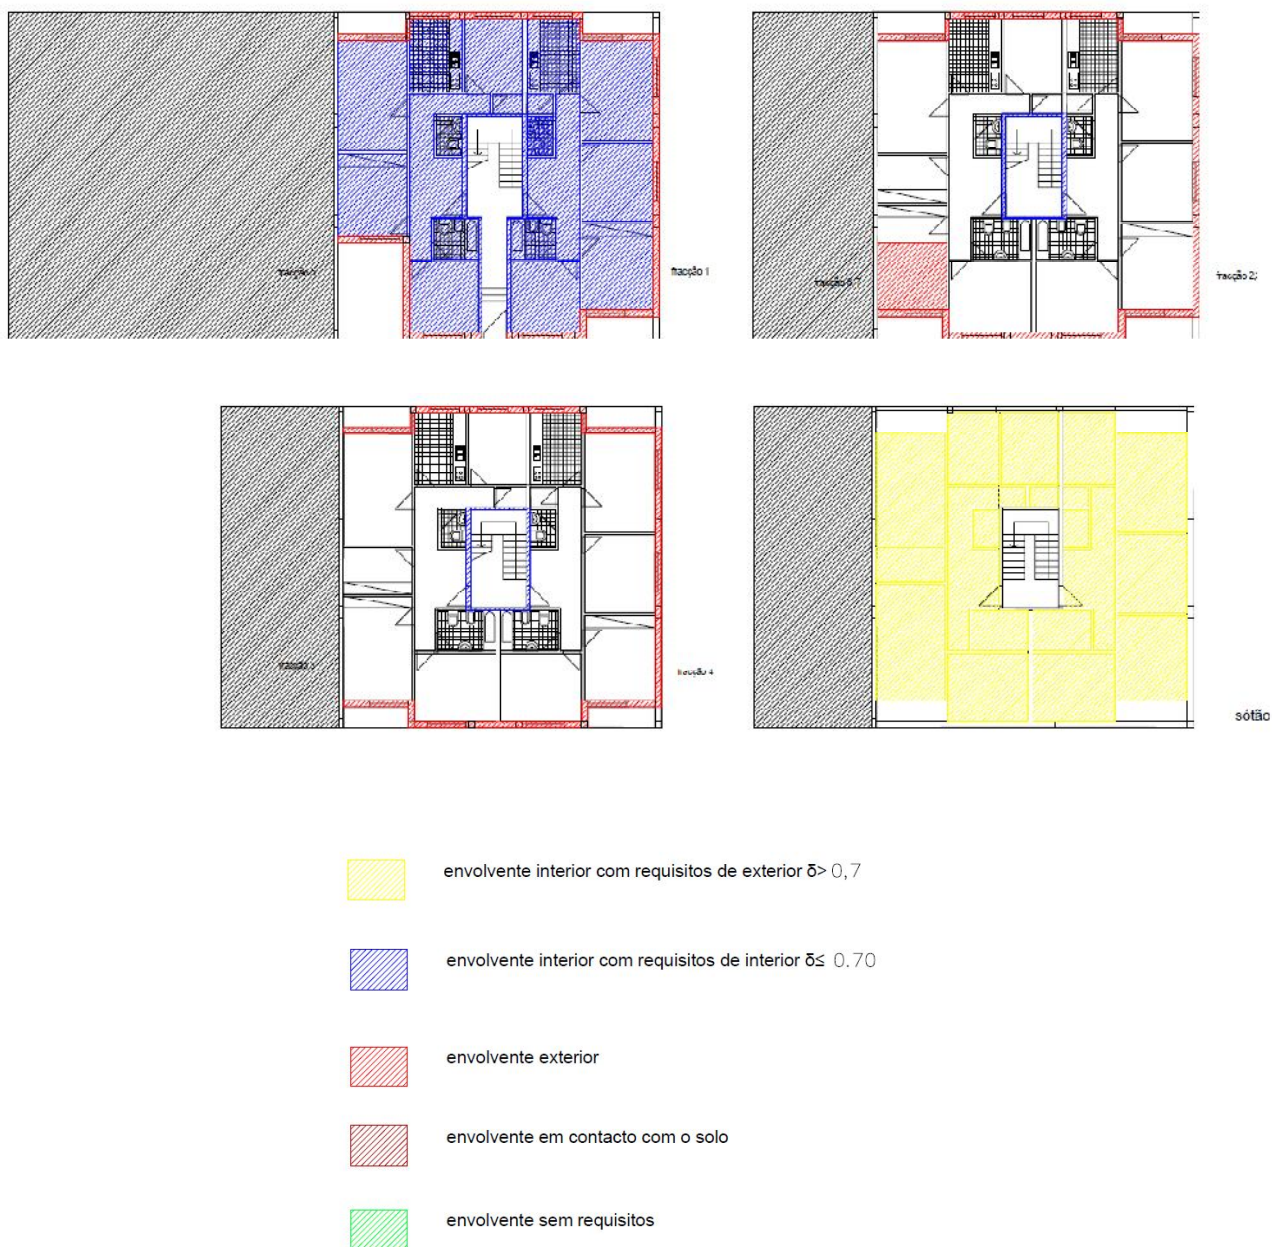 fracção 1
fracção 2,
fracção 4
sótão
envolvente interior com requisitos de exterior δ> 0,7
envolvente interior com requisitos de interior δ≤ 0.70
envolvente exterior
envolvente em contacto com o solo
envolvente sem requisitos